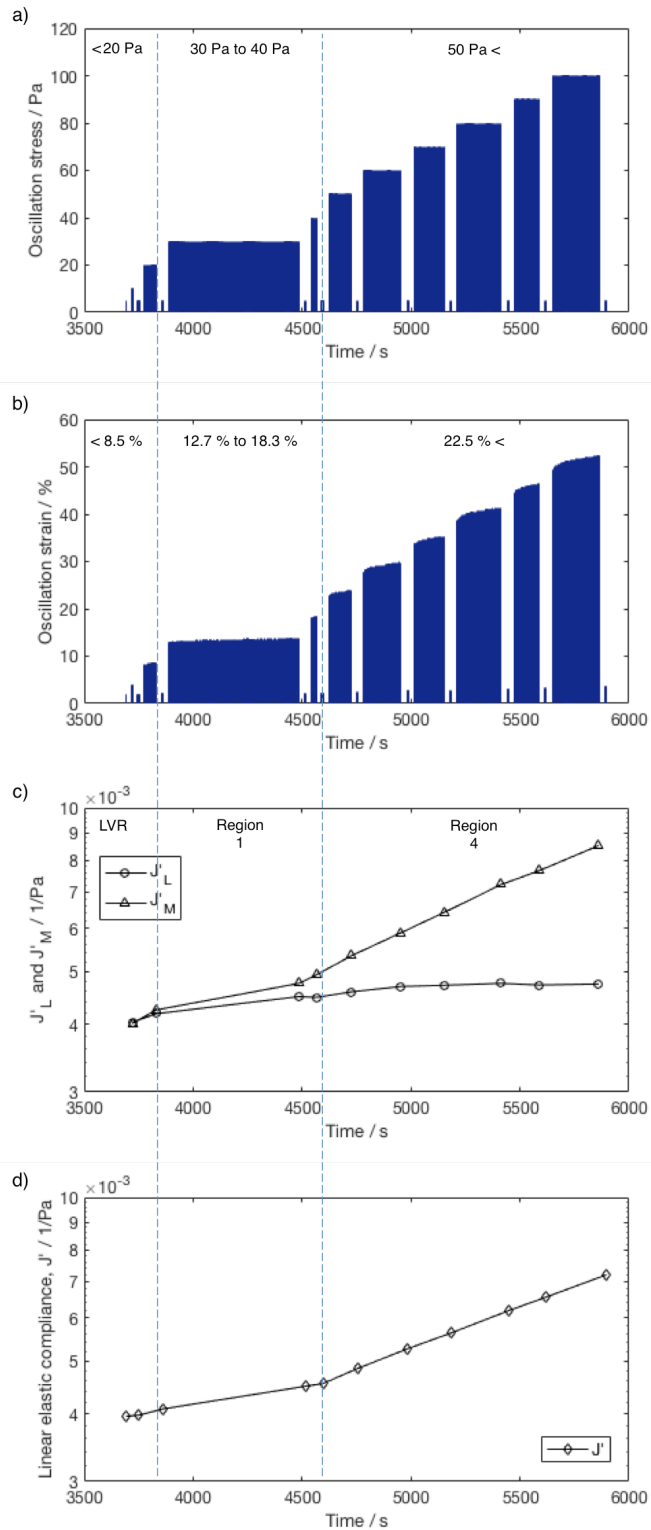 a)
120
100
80
60
40
20
0
Oscillation stress / Pa
<20 Pa
30 Pa to 40 Pa
50 Pa <
3500 4000 4500 5000 5500 6000
Time / s
b)
60
50
40
30
20
10
0
Oscillation strain / %
< 8.5 %
12.7 % to 18.3 %
22.5 % <
3500 4000 4500 5000 5500 6000
Time / s
c)
×10⁻³
10
9
8
7
6
5
4
3
J'L and J'M / 1/Pa
LVR
Region
1
Region
4
J'L
J'M
3500 4000 4500 5000 5500 6000
Time / s
d)
×10⁻³
10
9
8
7
6
5
4
3
Linear elastic compliance, J' / 1/Pa
J'
3500 4000 4500 5000 5500 6000
Time / s